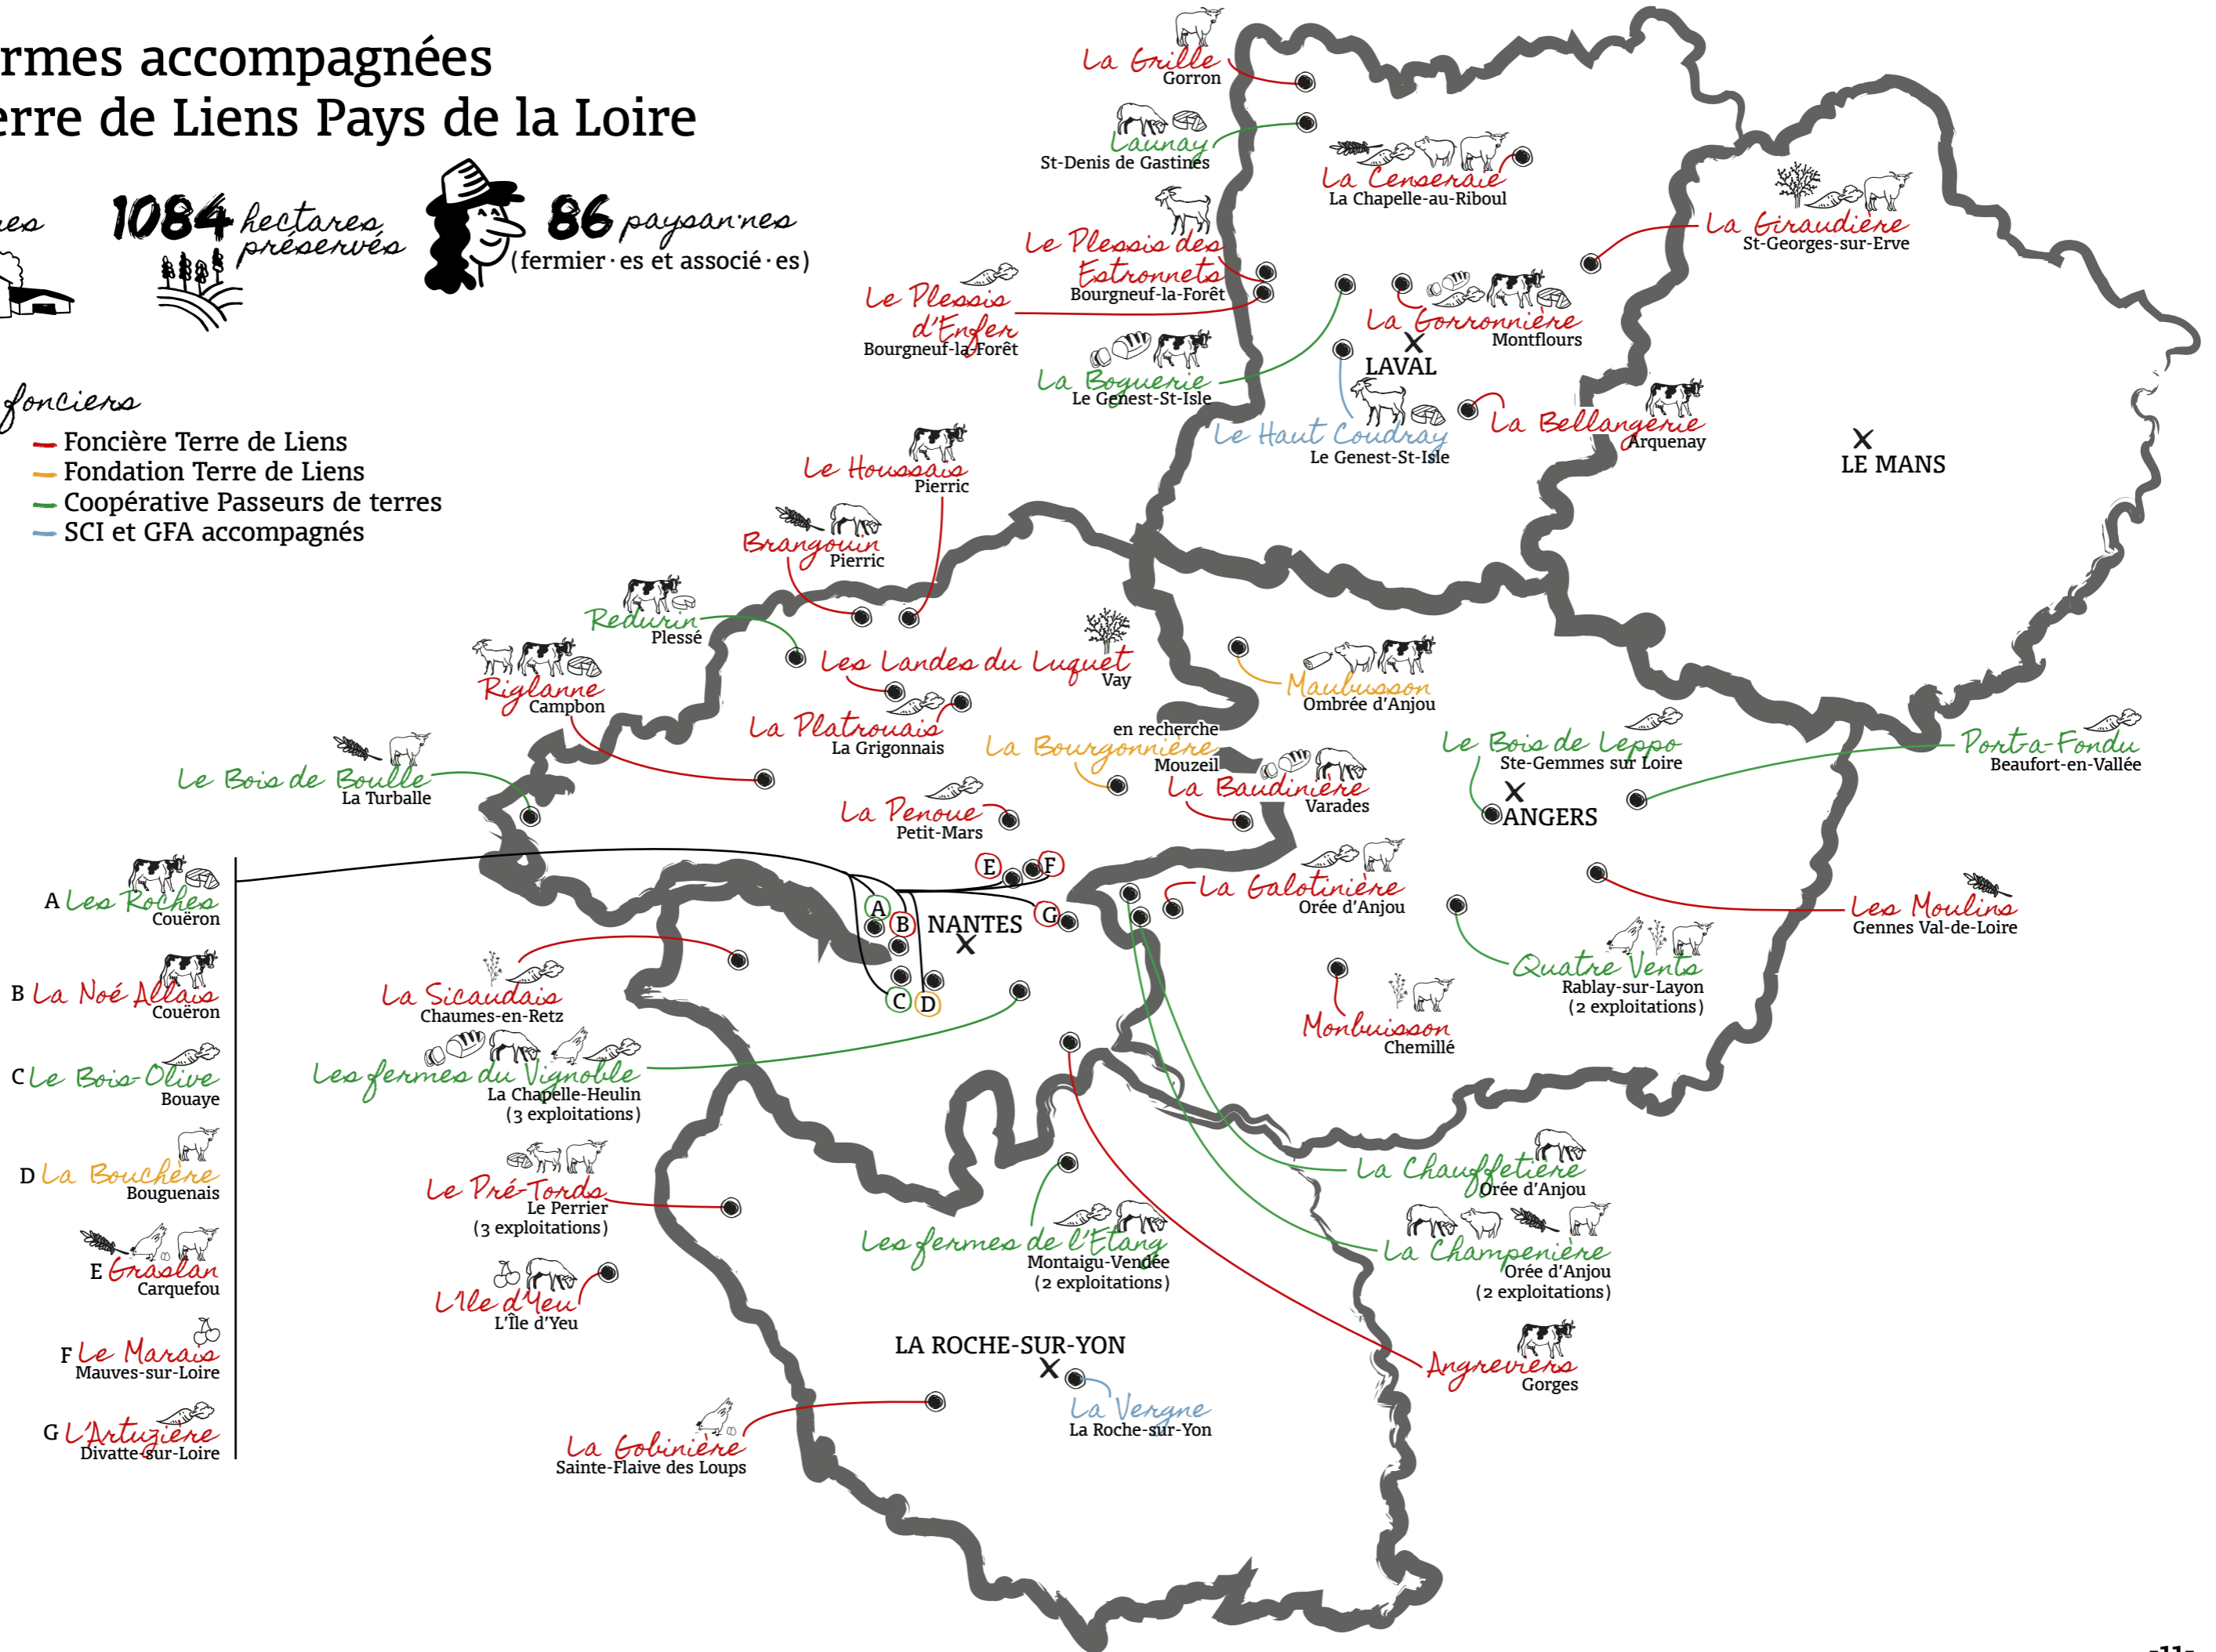 rmes accompagnées
erre de Liens Pays de la Loire
1084 hectares
préservés
86 paysan·nes
(fermier·es et associé·es)
fonciers
Foncière Terre de Liens
Fondation Terre de Liens
Coopérative Passeurs de terres
SCI et GFA accompagnés
La Grille
Gorron
Launay
St-Denis de Gastines
La Censeraie
La Chapelle-au-Riboul
La Giraudière
St-Georges-sur-Erve
Le Plessis des
Estronnets
Bourgneuf-la-Forêt
Le Plessis
d'Enfer
Bourgneuf-la-Forêt
La Gorronnière
Montflours
LAVAL
La Boguerie
Le Genest-St-Isle
Le Haut Coudray
Le Genest-St-Isle
La Bellangerie
Arquenay
LE MANS
Le Houssais
Pierric
Brangouin
Pierric
Redurin
Plessé
Les Landes du Luquet
Vay
Riglanne
Campbon
La Platrouais
La Grigonnais
Maubusson
Ombrée d'Anjou
en recherche
La Bourgonnière
Mouzeil
Le Bois de Leppo
Ste-Gemmes sur Loire
Port-a-Fondu
Beaufort-en-Vallée
Le Bois de Boulle
La Turballe
La Penoue
Petit-Mars
La Baudinière
Varades
ANGERS
E
F
A
B
G
C
D
NANTES
La Galotinière
Orée d'Anjou
Les Moulins
Gennes Val-de-Loire
Quatre Vents
Rablay-sur-Layon
(2 exploitations)
Monbuisson
Chemillé
La Sicaudais
Chaumes-en-Retz
Les fermes du Vignoble
La Chapelle-Heulin
(3 exploitations)
A Les Roches
Couëron
B La Noé Allais
Couëron
C Le Bois-Olive
Bouaye
D La Bouchère
Bouguenais
E Graslan
Carquefou
F Le Marais
Mauves-sur-Loire
G L'Artuzière
Divatte-sur-Loire
Le Pré-Tords
Le Perrier
(3 exploitations)
L'Ile d'Yeu
L'Île d'Yeu
Les fermes de l'Etang
Montaigu-Vendée
(2 exploitations)
La Chauffetière
Orée d'Anjou
La Champenière
Orée d'Anjou
(2 exploitations)
Angreviers
Gorges
LA ROCHE-SUR-YON
La Vergne
La Roche-sur-Yon
La Gobinière
Sainte-Flaive des Loups